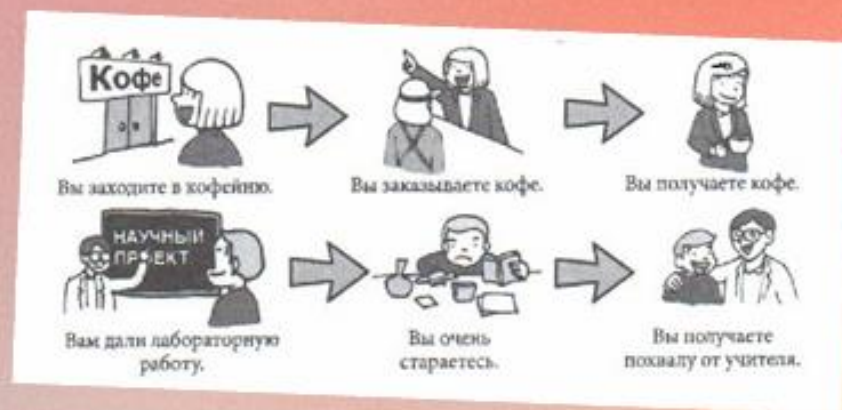 Кофе
Вы заходите в кофейню.
Вы заказываете кофе.
Вы получаете кофе.
НАУЧНЫЙ
ПРОЕКТ
Вам дали лабораторную
работу.
Вы очень
стараетесь.
Вы получаете
похвалу от учителя.